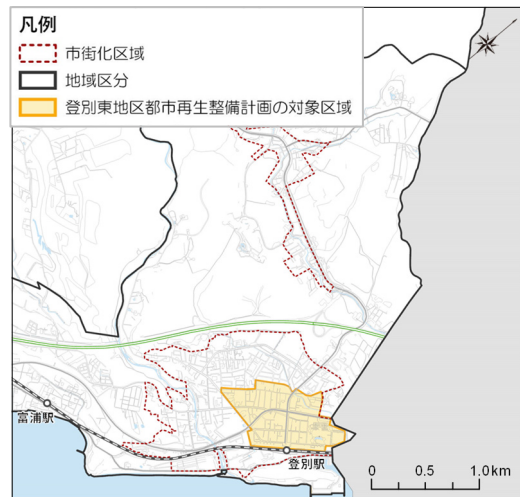 凡例
市街化区域
地域区分
登別東地区都市再生整備計画の対象区域
富浦駅
登別駅
0 0.5 1.0km